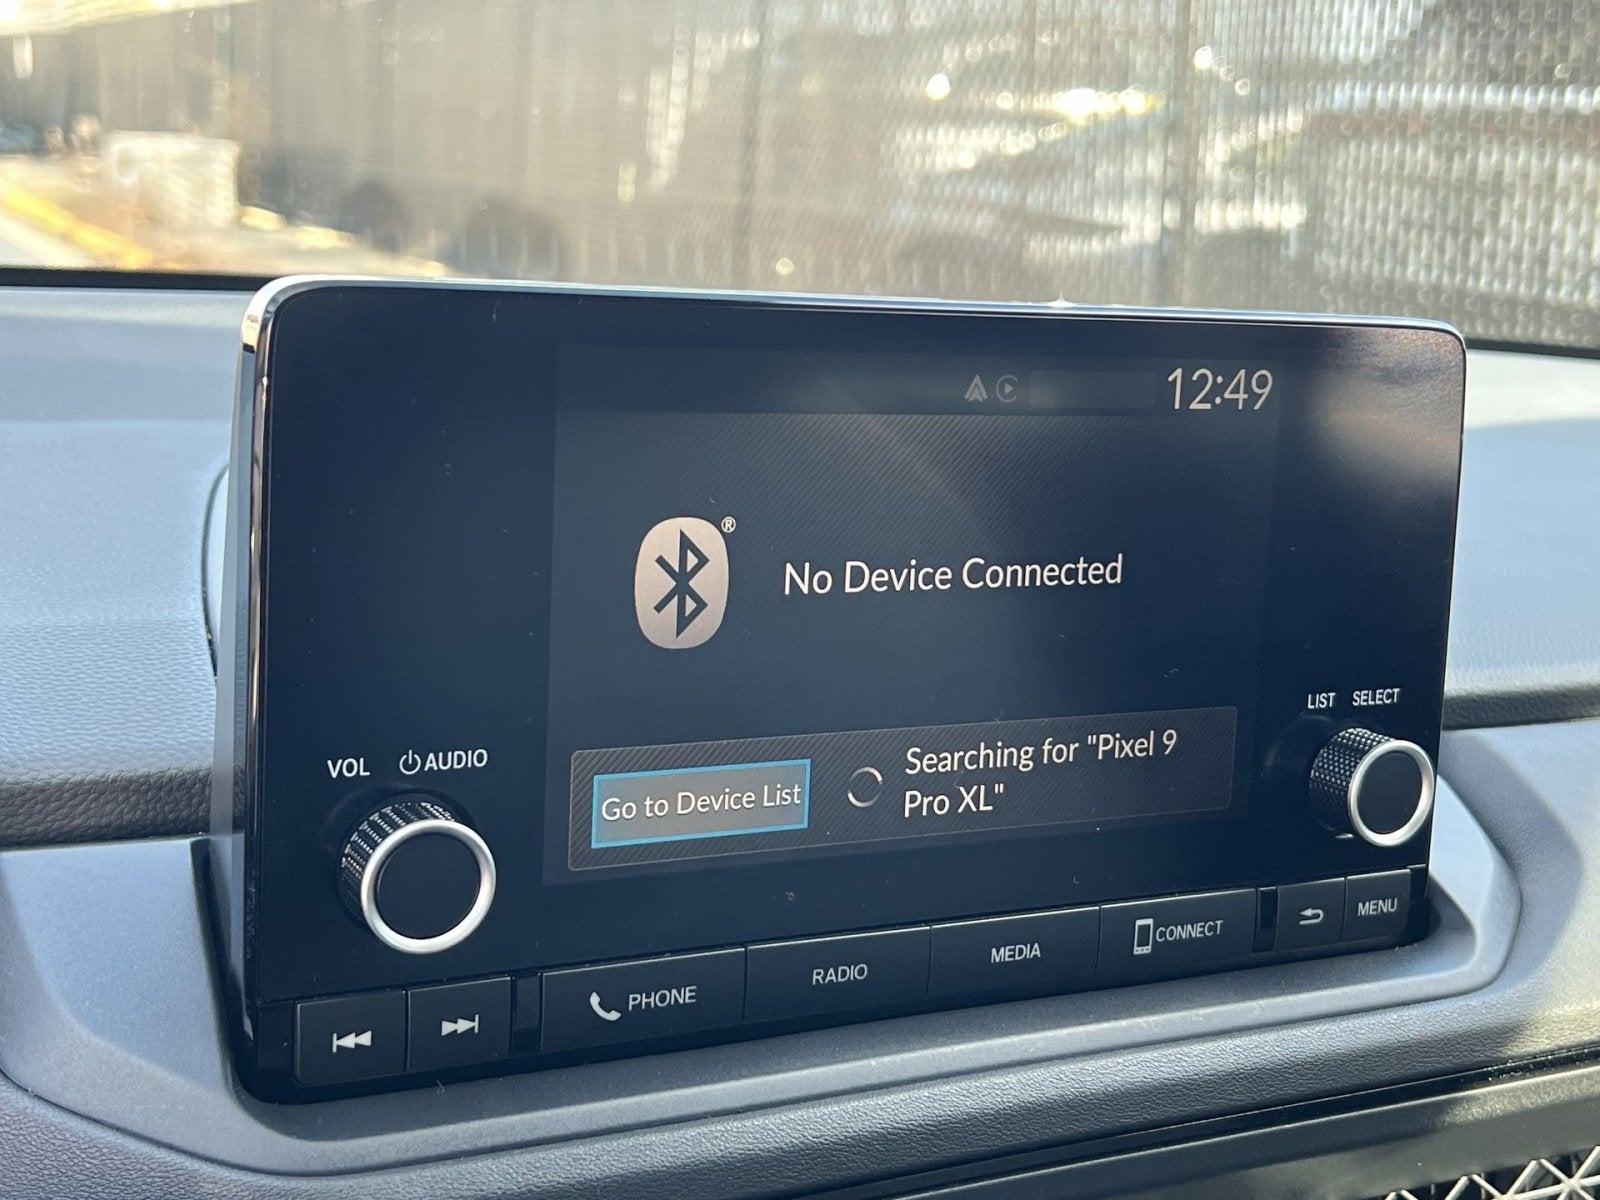 12:49
®
No Device Connected
LIST SELECT
VOL AUDIO
Go to Device List
Searching for "Pixel 9
Pro XL"
PHONE
RADIO
MEDIA
CONNECT
MENU